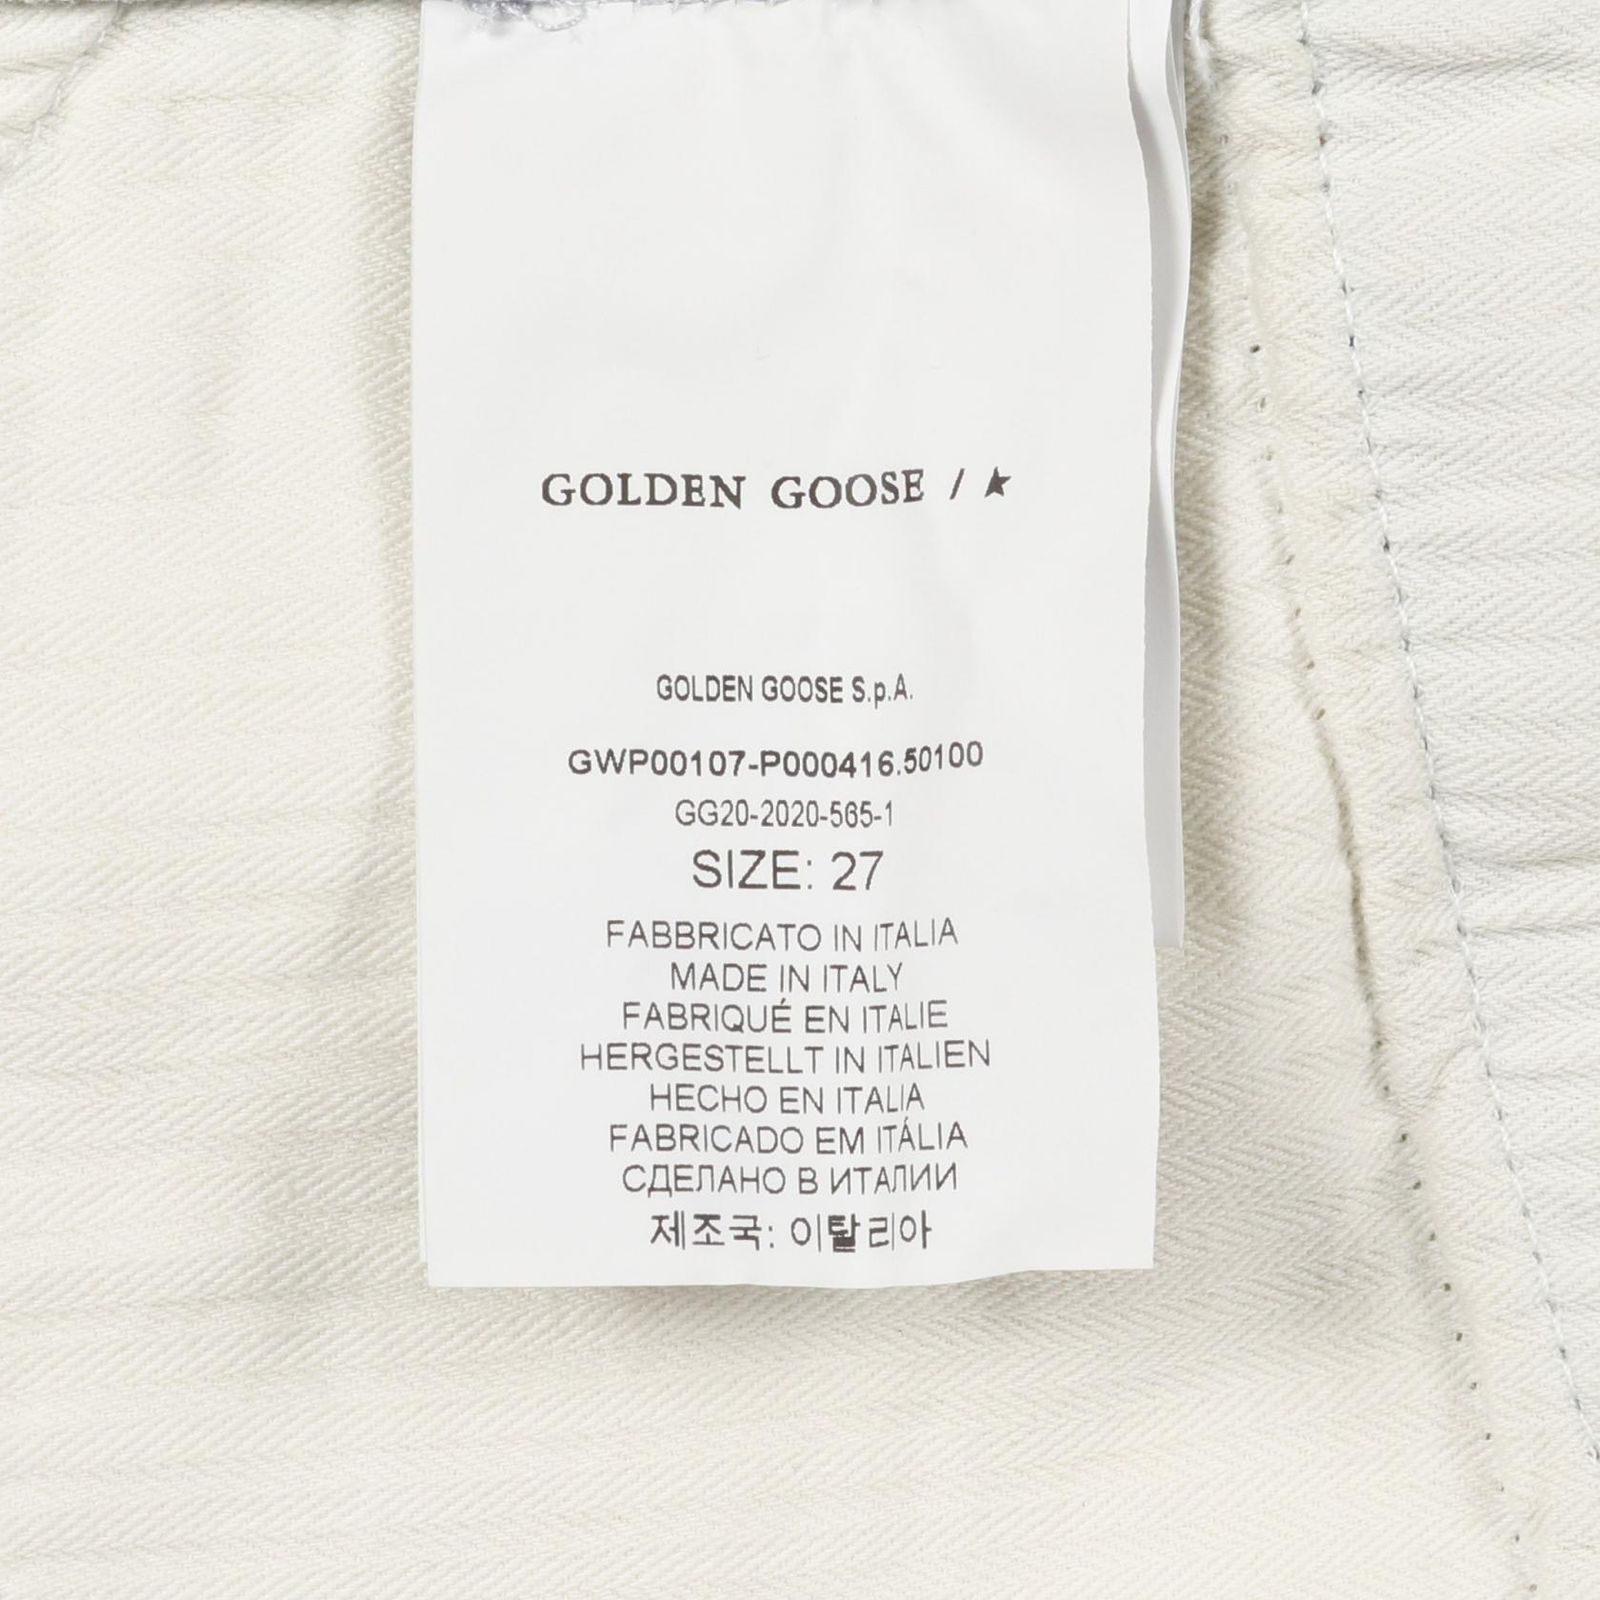 GOLDEN GOOSE / ★
GOLDEN GOOSE S.p.A.
GWP00107-P000416.50100
GG20-2020-565-1
SIZE: 27
FABBRICATO IN ITALIA
MADE IN ITALY
FABRIQUÉ EN ITALIE
HERGESTELLT IN ITALIEN
HECHO EN ITALIA
FABRICADO EM ITÁLIA
СДЕЛАНО В ИТАЛИИ
제조국: 이탈리아